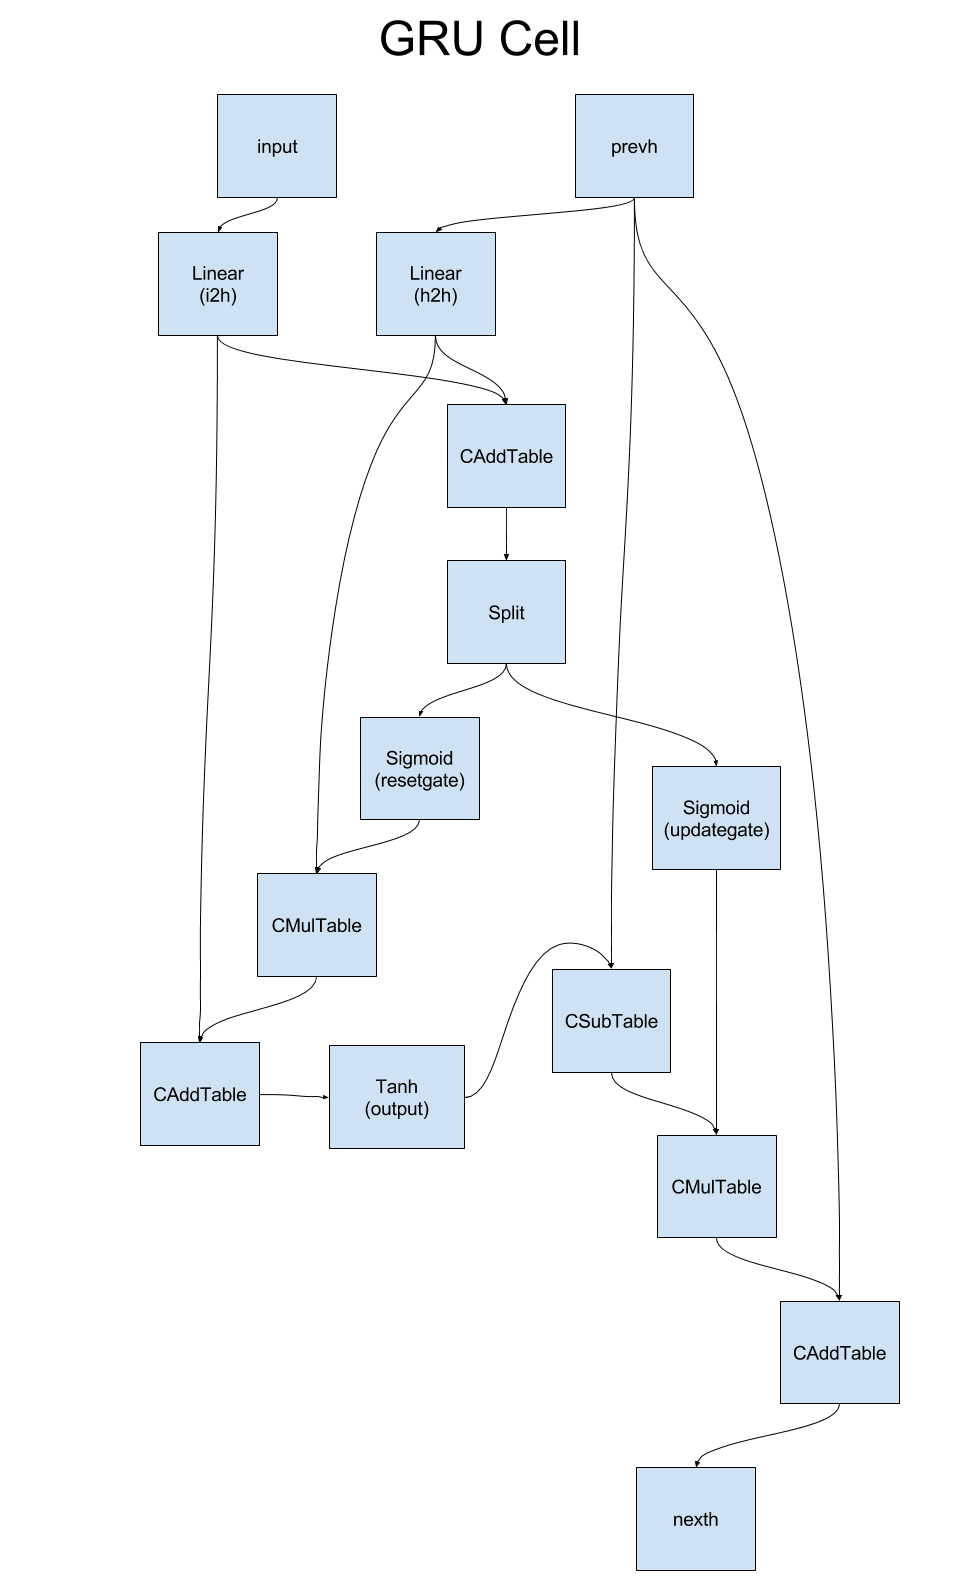 GRU Cell
input
prevh
Linear
(i2h)
Linear
(h2h)
CAddTable
Split
Sigmoid
(resetgate)
Sigmoid
(updategate)
CMulTable
CSubTable
CAddTable
Tanh
(output)
CMulTable
CAddTable
nexth